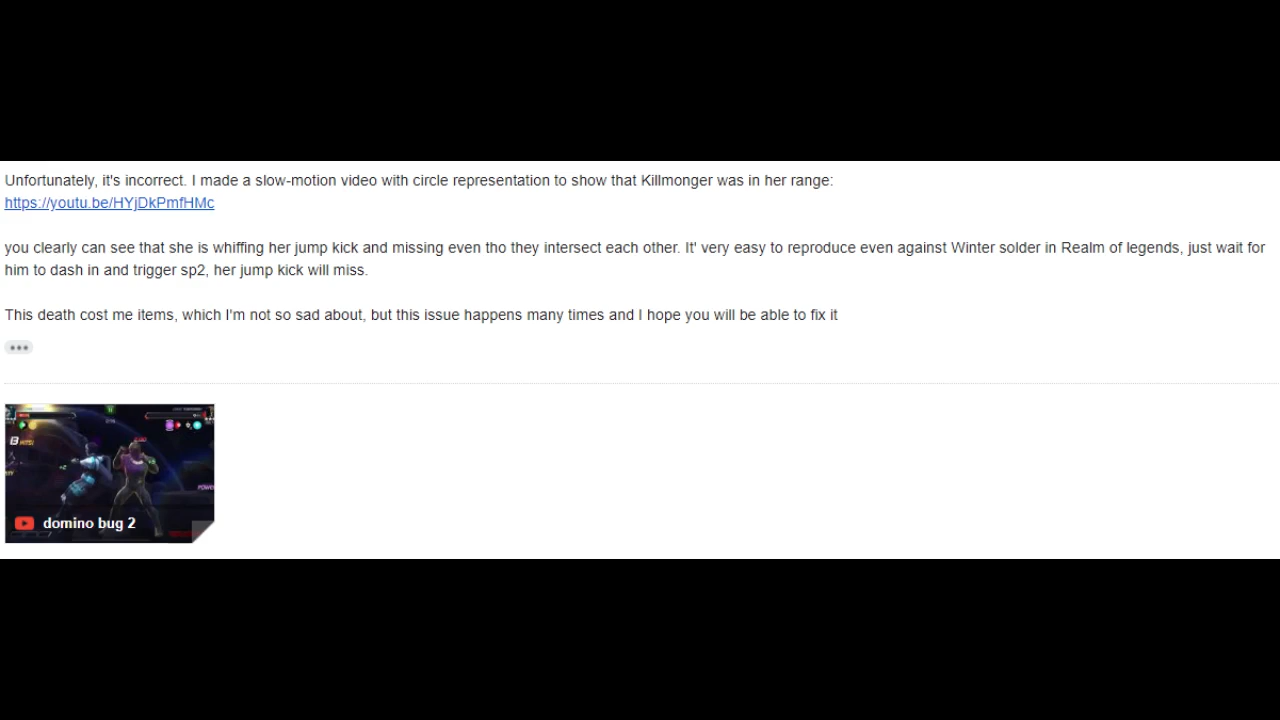 Unfortunately, it's incorrect. I made a slow-motion video with circle representation to show that Killmonger was in her range:
https://youtu.be/HYjDkPmfHMc
you clearly can see that she is whiffing her jump kick and missing even tho they intersect each other. It' very easy to reproduce even against Winter solder in Realm of legends, just wait for
him to dash in and trigger sp2, her jump kick will miss.
This death cost me items, which I'm not so sad about, but this issue happens many times and I hope you will be able to fix it
domino bug 2